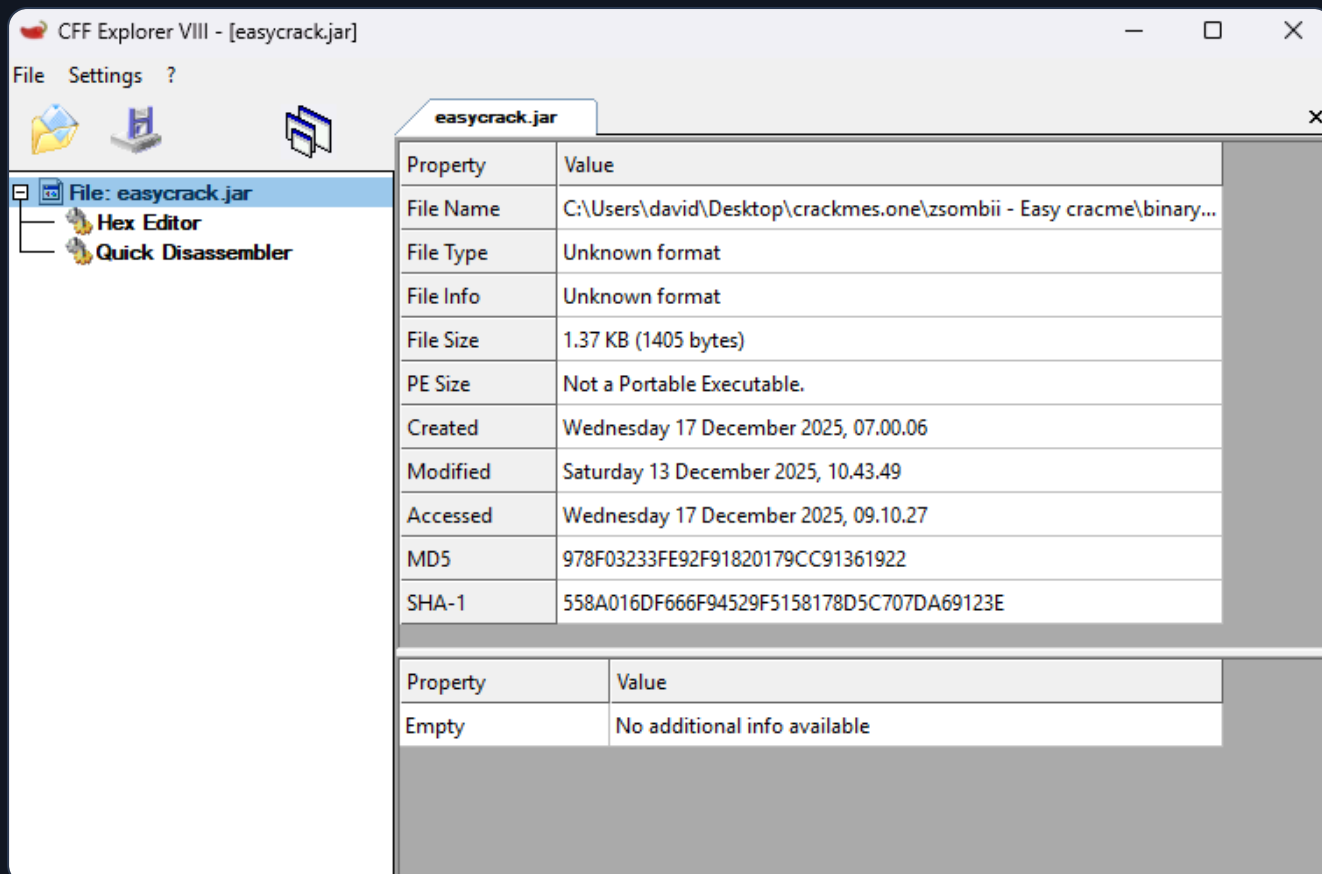 CFF Explorer VIII - [easycrack.jar]
File Settings ?
easycrack.jar
File: easycrack.jar
Hex Editor
Quick Disassembler
Property Value
File Name C:\Users\david\Desktop\crackmes.one\zsombii - Easy cracme\binary...
File Type Unknown format
File Info Unknown format
File Size 1.37 KB (1405 bytes)
PE Size Not a Portable Executable.
Created Wednesday 17 December 2025, 07.00.06
Modified Saturday 13 December 2025, 10.43.49
Accessed Wednesday 17 December 2025, 09.10.27
MD5 978F03233FE92F91820179CC91361922
SHA-1 558A016DF666F94529F5158178D5C707DA69123E
Property Value
Empty No additional info available